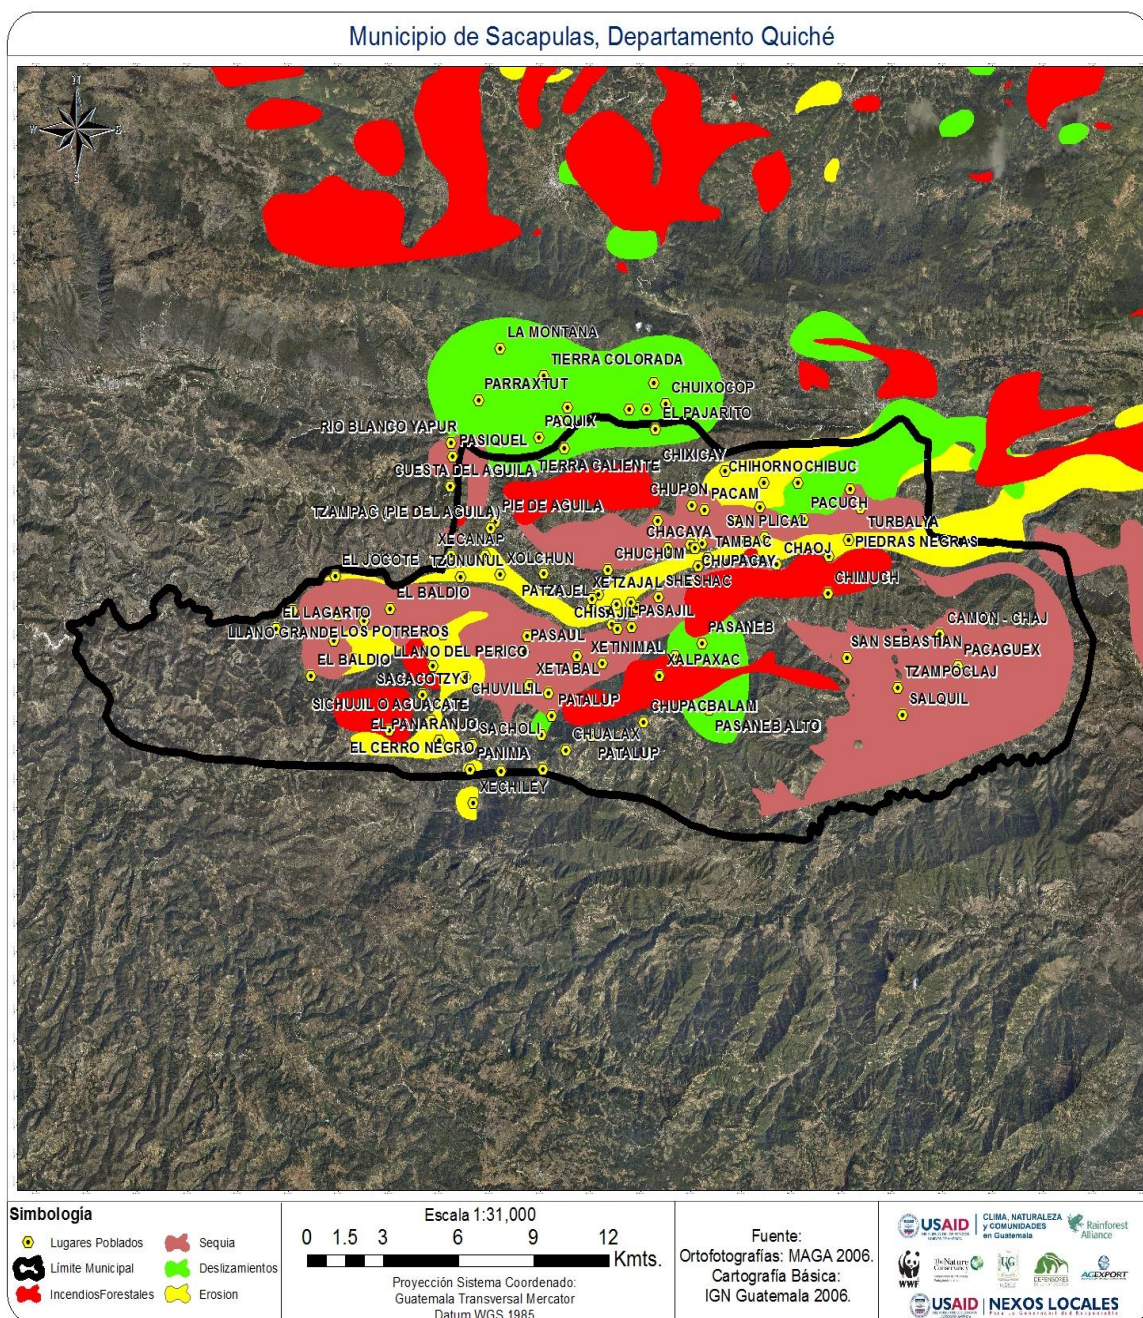 Municipio de Sacapulas, Departamento Quiché
N
W
E
S
LA MONTANA
TIERRA COLORADA
PARRAXTUT
CHUIXOCOP
PAQUIX
EL PAJARITO
RIO BLANCO YAPUR
PASIQUEL
TIERRA CALIENTE
CHIXICAY
CUESTA DEL AGUILA
CHIHORNO
CHIBUC
PIE DE AGUILA
CHUPON
PACAM
PACUCH
TZAMPAC (PIE DEL AGUILA)
SAN PLICAL
TURBALYA
XECANAP
CHACAYA
TAMBAC
PIEDRAS NEGRAS
EL JOCOTE
TZUNUNUL
XOLCHUN
CHUCHUM
CHUPACAY
CHAOJ
EL BALDIO
PATZAJEL
XETZAJAL
SHESHAC
CHIMUCH
EL LAGARTO
CHISAJIL
PASAJIL
CAMON - CHAJ
LLANO GRANDE
LOS POTREROS
PASAUL
PASANEB
SAN SEBASTIAN
PACAGUEX
EL BALDIO
LLANO DEL PERICO
XETINIMAL
XALPAXAC
TZAMPOCLAJ
SACACOTZYJ
XETABAL
SALQUIL
SICHUJIL O AGUACATE
CHUVILLIL
PATALUP
CHUPACBALAM
EL PANARANJO
SACHOLI
PASANEB ALTO
EL CERRO NEGRO
PANIMA
CHUALAX
PATALUP
XECHILEY
Simbología
Lugares Poblados
Límite Municipal
IncendiosForestales
Sequia
Deslizamientos
Erosion
Escala 1:31,000
0 1.5 3 6 9 12
Kmts.
Proyección Sistema Coordenado:
Guatemala Transversal Mercator
Datum WGS 1985
Fuente:
Ortofotografías: MAGA 2006.
Cartografía Básica:
IGN Guatemala 2006.
USAID
CLIMA, NATURALEZA
y COMUNIDADES
en Guatemala
Rainforest
Alliance
WWF
The Nature
Conservancy
UVG
DEFENSORES
AGEXPORT
USAID
NEXOS LOCALES